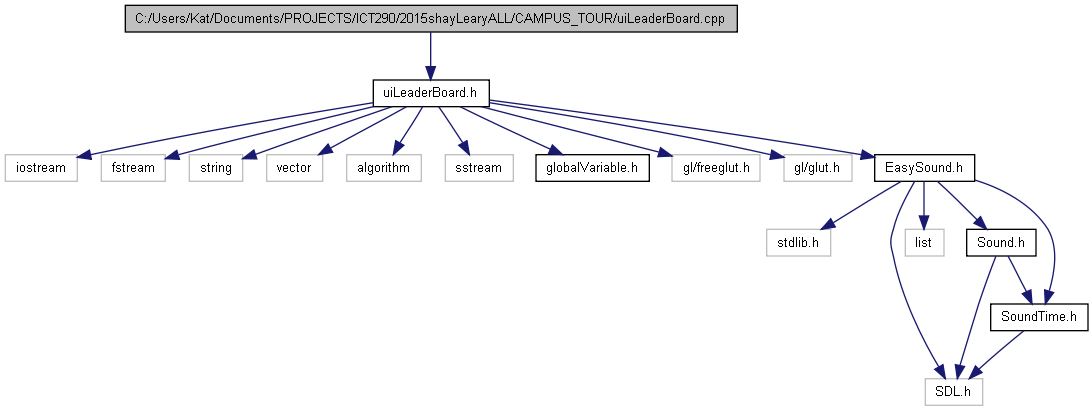 C:/Users/Kat/Documents/PROJECTS/ICT290/2015shayLearyALL/CAMPUS_TOUR/uiLeaderBoard.cpp
uiLeaderBoard.h
iostream
fstream
string
vector
algorithm
sstream
globalVariable.h
gl/freeglut.h
gl/glut.h
EasySound.h
stdlib.h
list
Sound.h
SoundTime.h
SDL.h